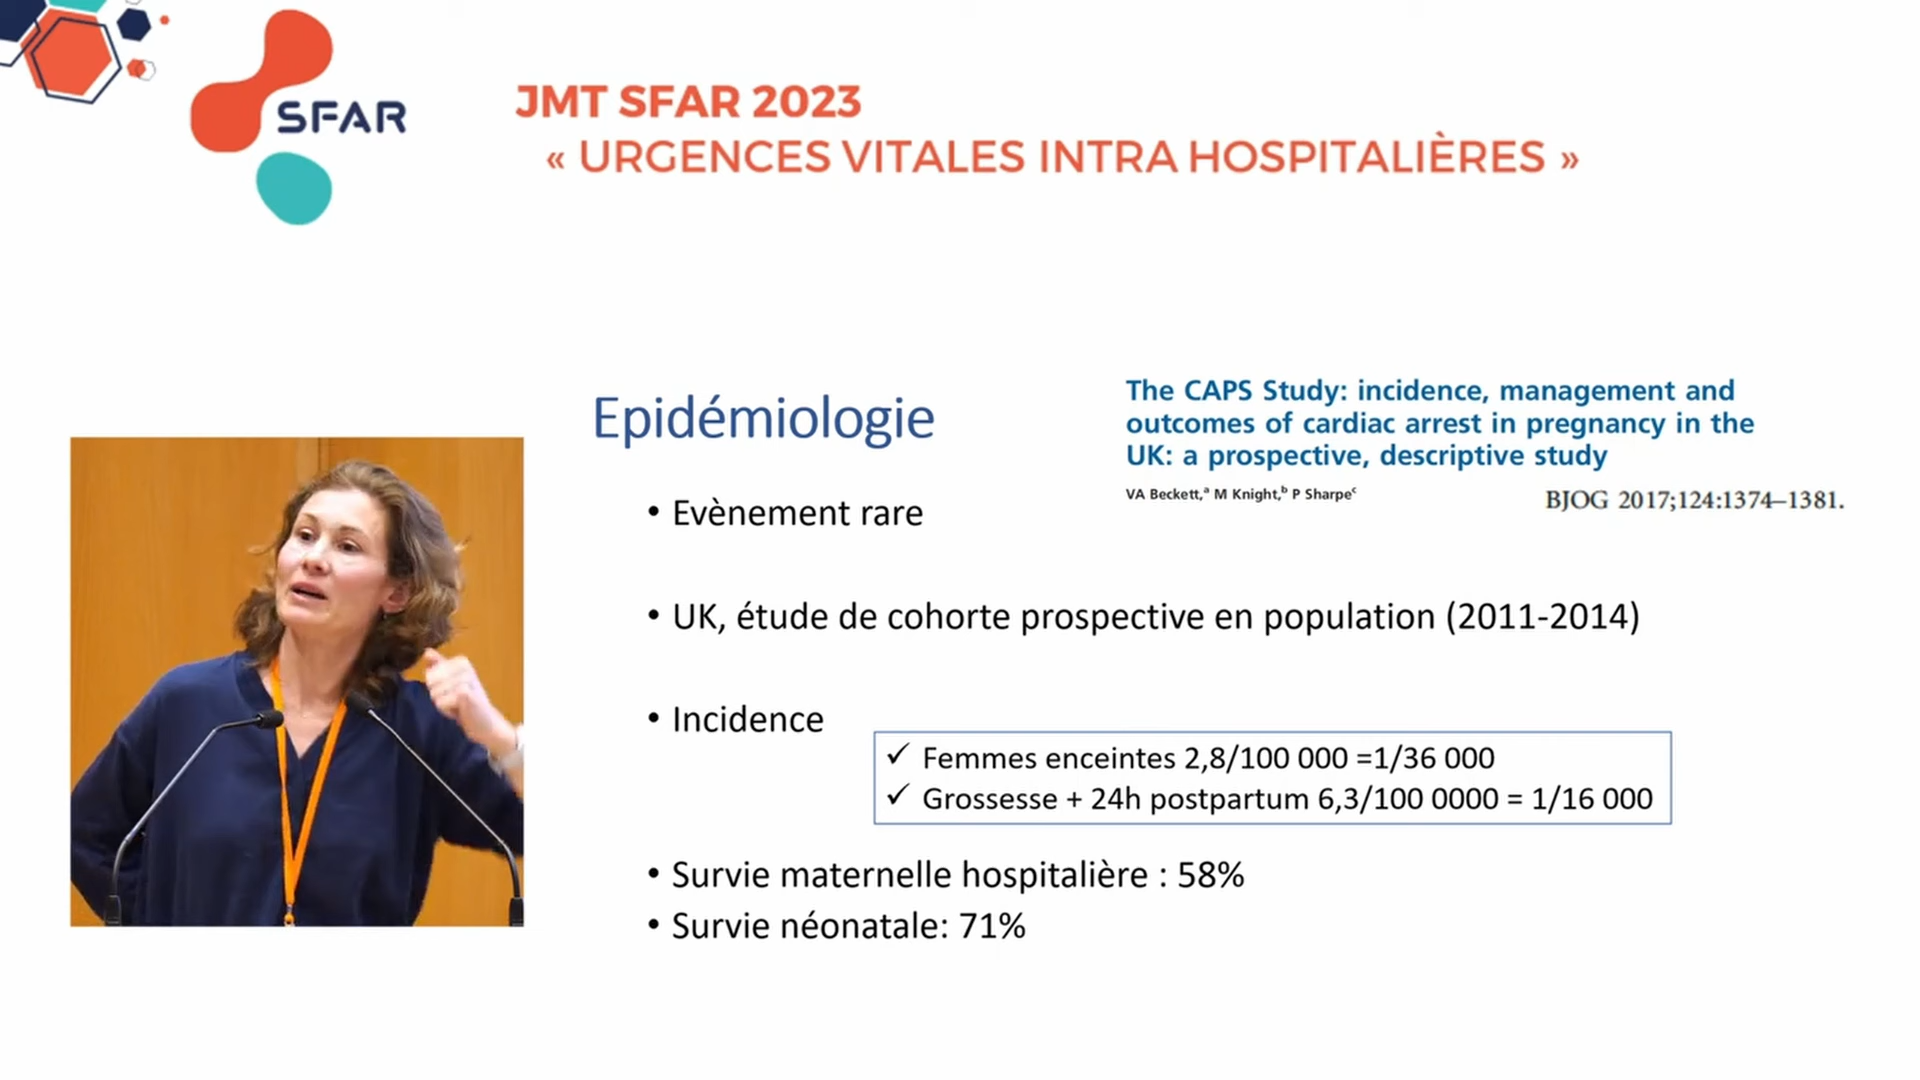 SFAR
JMT SFAR 2023
« URGENCES VITALES INTRA HOSPITALIÈRES »
Epidémiologie
The CAPS Study: incidence, management and
outcomes of cardiac arrest in pregnancy in the
UK: a prospective, descriptive study
VA Beckett,ᵃ M Knight,ᵇ P Sharpeᶜ
BJOG 2017;124:1374–1381.
• Evènement rare
• UK, étude de cohorte prospective en population (2011-2014)
• Incidence
✓ Femmes enceintes 2,8/100 000 =1/36 000
✓ Grossesse + 24h postpartum 6,3/100 0000 = 1/16 000
• Survie maternelle hospitalière : 58%
• Survie néonatale: 71%